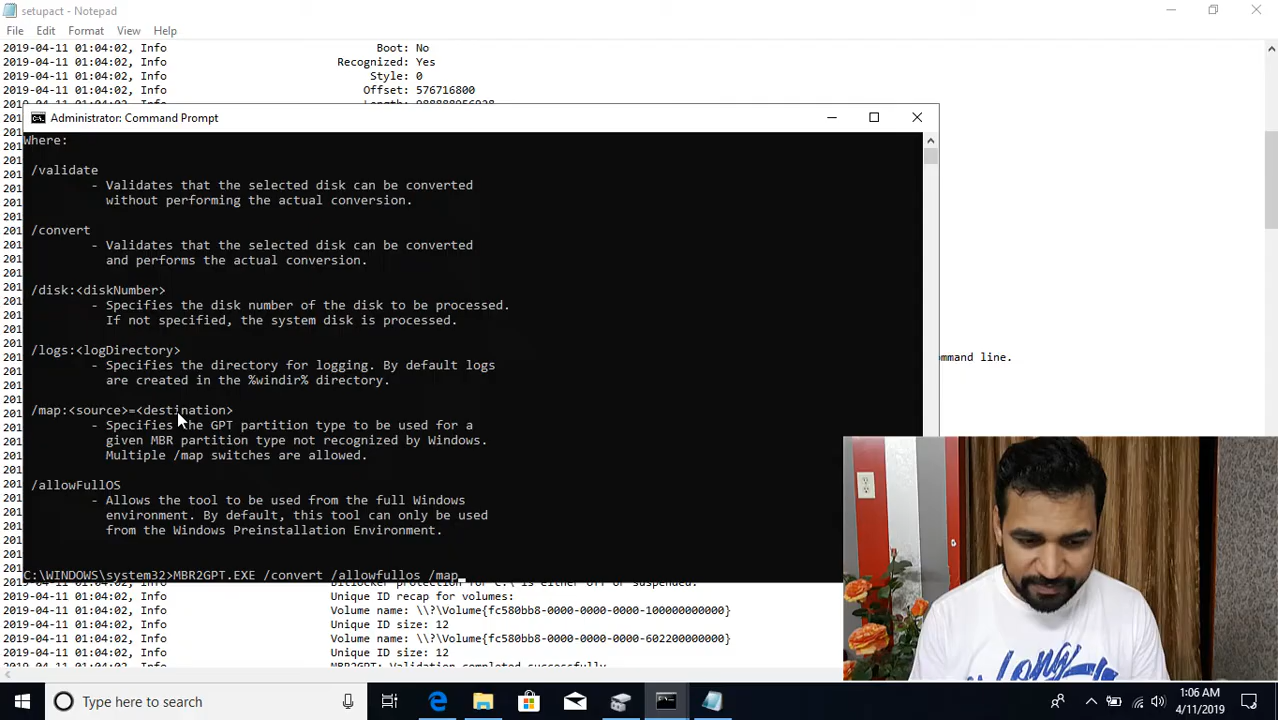 setupact - Notepad
File Edit Format View Help
2019-04-11 01:04:02, Info Boot: No
2019-04-11 01:04:02, Info Recognized: Yes
2019-04-11 01:04:02, Info Style: 0
2019-04-11 01:04:02, Info Offset: 576716800
Administrator: Command Prompt
Where:
/validate
- Validates that the selected disk can be converted
without performing the actual conversion.
/convert
- Validates that the selected disk can be converted
and performs the actual conversion.
/disk:<diskNumber>
- Specifies the disk number of the disk to be processed.
If not specified, the system disk is processed.
/logs:<logDirectory>
- Specifies the directory for logging. By default logs
are created in the %windir% directory.
mmand line.
/map:<source>=<destination>
- Specifies the GPT partition type to be used for a
given MBR partition type not recognized by Windows.
Multiple /map switches are allowed.
/allowFullOS
- Allows the tool to be used from the full Windows
environment. By default, this tool can only be used
from the Windows Preinstallation Environment.
C:\WINDOWS\system32>MBR2GPT.EXE /convert /allowfullos /map
2019-04-11 01:04:02, Info Unique ID recap for volumes:
2019-04-11 01:04:02, Info Volume name: \\?\Volume{fc580bb8-0000-0000-0000-100000000000}
2019-04-11 01:04:02, Info Unique ID size: 12
2019-04-11 01:04:02, Info Volume name: \\?\Volume{fc580bb8-0000-0000-0000-602200000000}
2019-04-11 01:04:02, Info Unique ID size: 12
2019-04-11 01:04:02, Info MBR2GPT: Validation completed successfully
Long
Type here to search
1:06 AM
4/11/2019